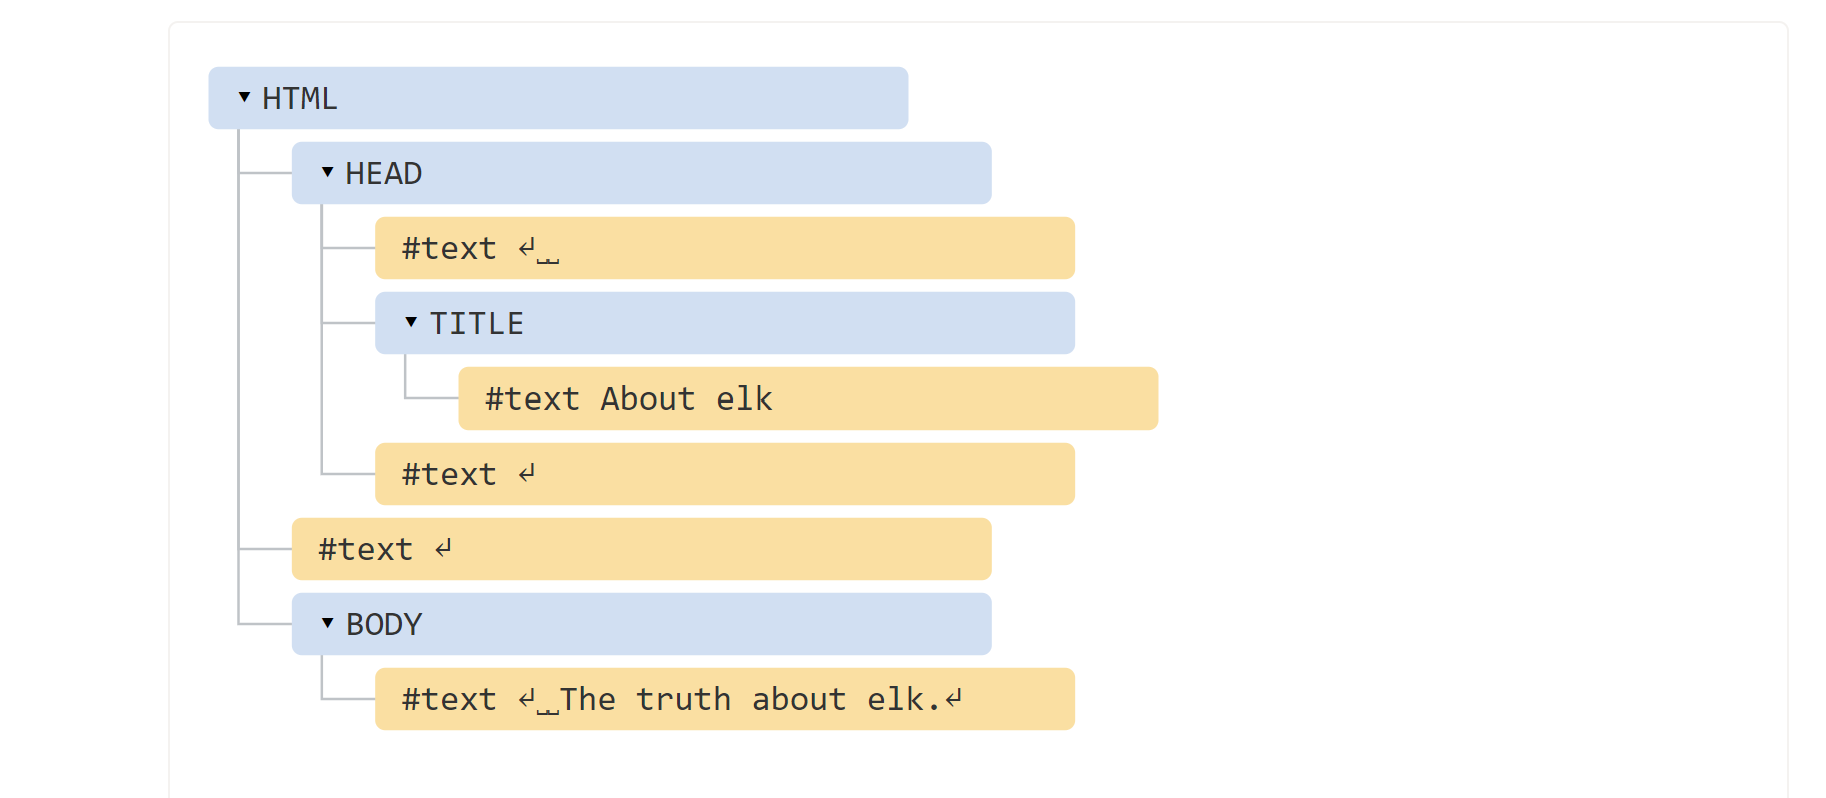 ▾ HTML
▾ HEAD
#text ↵␣␣
▾ TITLE
#text About elk
#text ↵
#text ↵
▾ BODY
#text ↵␣␣The truth about elk.↵